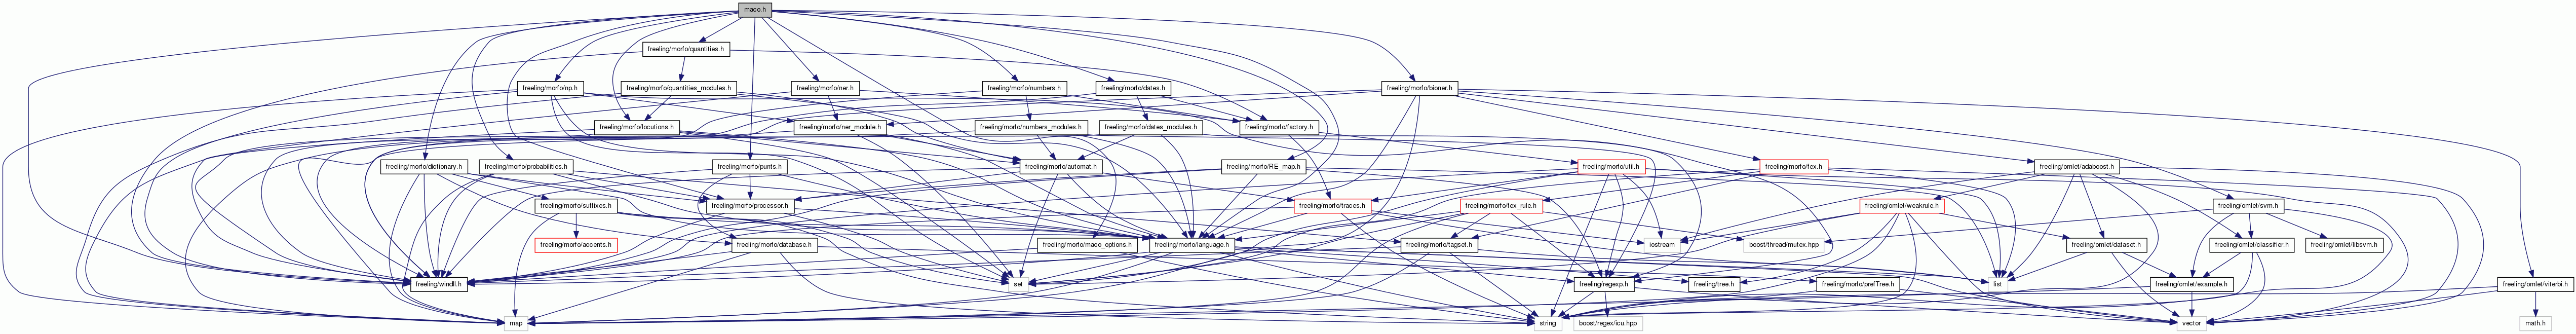 maco.h
freeling/morfo/quantities.h
freeling/morfo/np.h
freeling/morfo/quantities_modules.h
freeling/morfo/ner.h
freeling/morfo/numbers.h
freeling/morfo/dates.h
freeling/morfo/bioner.h
freeling/morfo/locutions.h
freeling/morfo/ner_module.h
freeling/morfo/numbers_modules.h
freeling/morfo/dates_modules.h
freeling/morfo/factory.h
freeling/morfo/dictionary.h
freeling/morfo/probabilities.h
freeling/morfo/punts.h
freeling/morfo/automat.h
freeling/morfo/RE_map.h
freeling/morfo/util.h
freeling/morfo/fex.h
freeling/omlet/adaboost.h
freeling/morfo/suffixes.h
freeling/morfo/processor.h
freeling/morfo/traces.h
freeling/morfo/fex_rule.h
freeling/omlet/weakrule.h
freeling/omlet/svm.h
freeling/morfo/accents.h
freeling/morfo/database.h
freeling/morfo/maco_options.h
freeling/morfo/language.h
freeling/morfo/tagset.h
iostream
boost/thread/mutex.hpp
freeling/omlet/dataset.h
freeling/omlet/classifier.h
freeling/omlet/libsvm.h
freeling/windll.h
set
freeling/regexp.h
freeling/tree.h
freeling/morfo/prefTree.h
list
freeling/omlet/example.h
freeling/omlet/viterbi.h
map
string
boost/regex/icu.hpp
vector
math.h